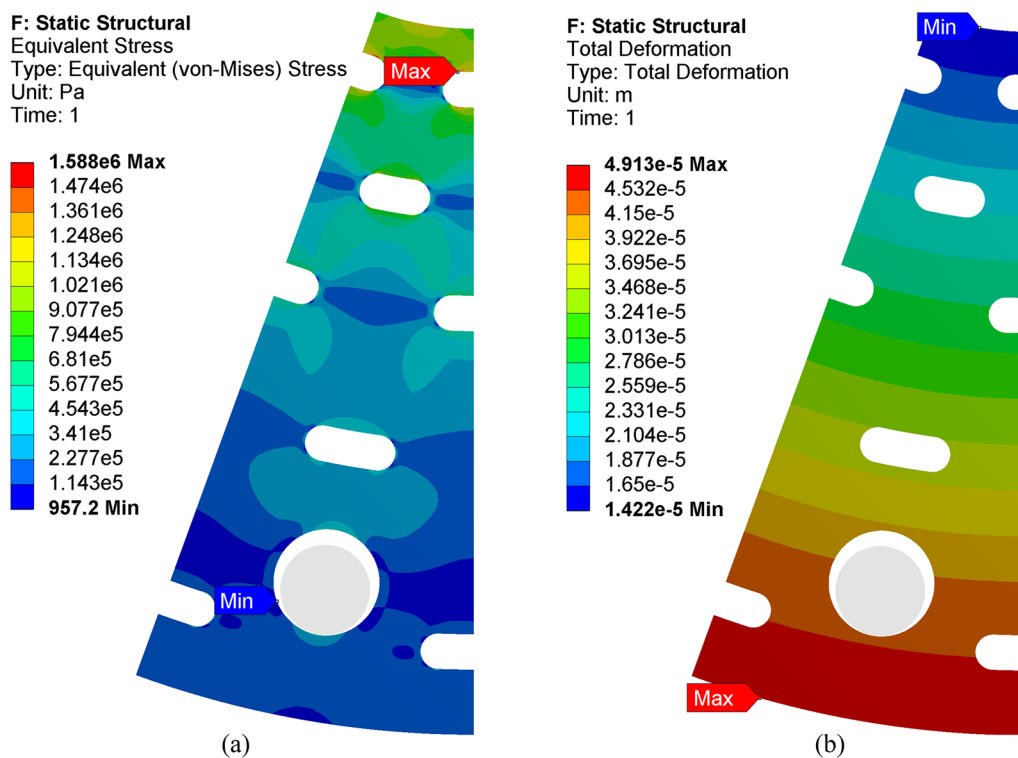 F: Static Structural
Equivalent Stress
Type: Equivalent (von-Mises) Stress
Unit: Pa
Time: 1
1.588e6 Max
1.474e6
1.361e6
1.248e6
1.134e6
1.021e6
9.077e5
7.944e5
6.81e5
5.677e5
4.543e5
3.41e5
2.277e5
1.143e5
957.2 Min
Max
Min
(a)
F: Static Structural
Total Deformation
Type: Total Deformation
Unit: m
Time: 1
4.913e-5 Max
4.532e-5
4.15e-5
3.922e-5
3.695e-5
3.468e-5
3.241e-5
3.013e-5
2.786e-5
2.559e-5
2.331e-5
2.104e-5
1.877e-5
1.65e-5
1.422e-5 Min
Min
Max
(b)